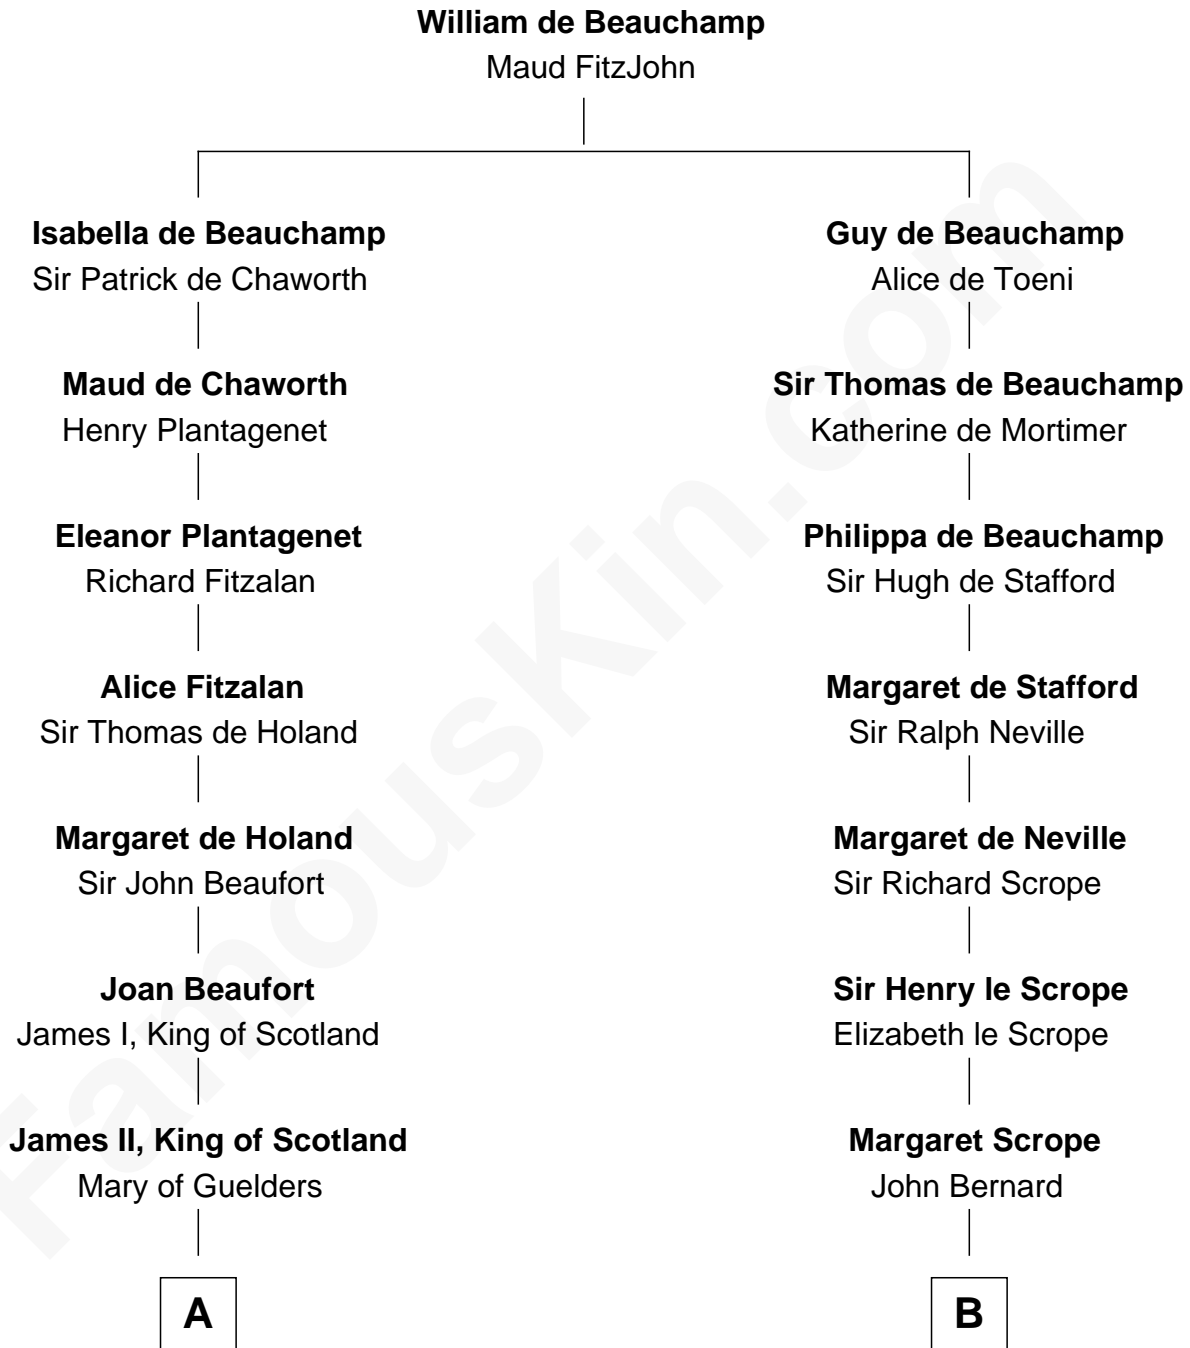 William de Beauchamp
Maud FitzJohn
Isabella de Beauchamp
Sir Patrick de Chaworth
Maud de Chaworth
Henry Plantagenet
Eleanor Plantagenet
Richard Fitzalan
Alice Fitzalan
Sir Thomas de Holand
Margaret de Holand
Sir John Beaufort
Joan Beaufort
James I, King of Scotland
James II, King of Scotland
Mary of Guelders
A
Guy de Beauchamp
Alice de Toeni
Sir Thomas de Beauchamp
Katherine de Mortimer
Philippa de Beauchamp
Sir Hugh de Stafford
Margaret de Stafford
Sir Ralph Neville
Margaret de Neville
Sir Richard Scrope
Sir Henry le Scrope
Elizabeth le Scrope
Margaret Scrope
John Bernard
B
FamousKin.com